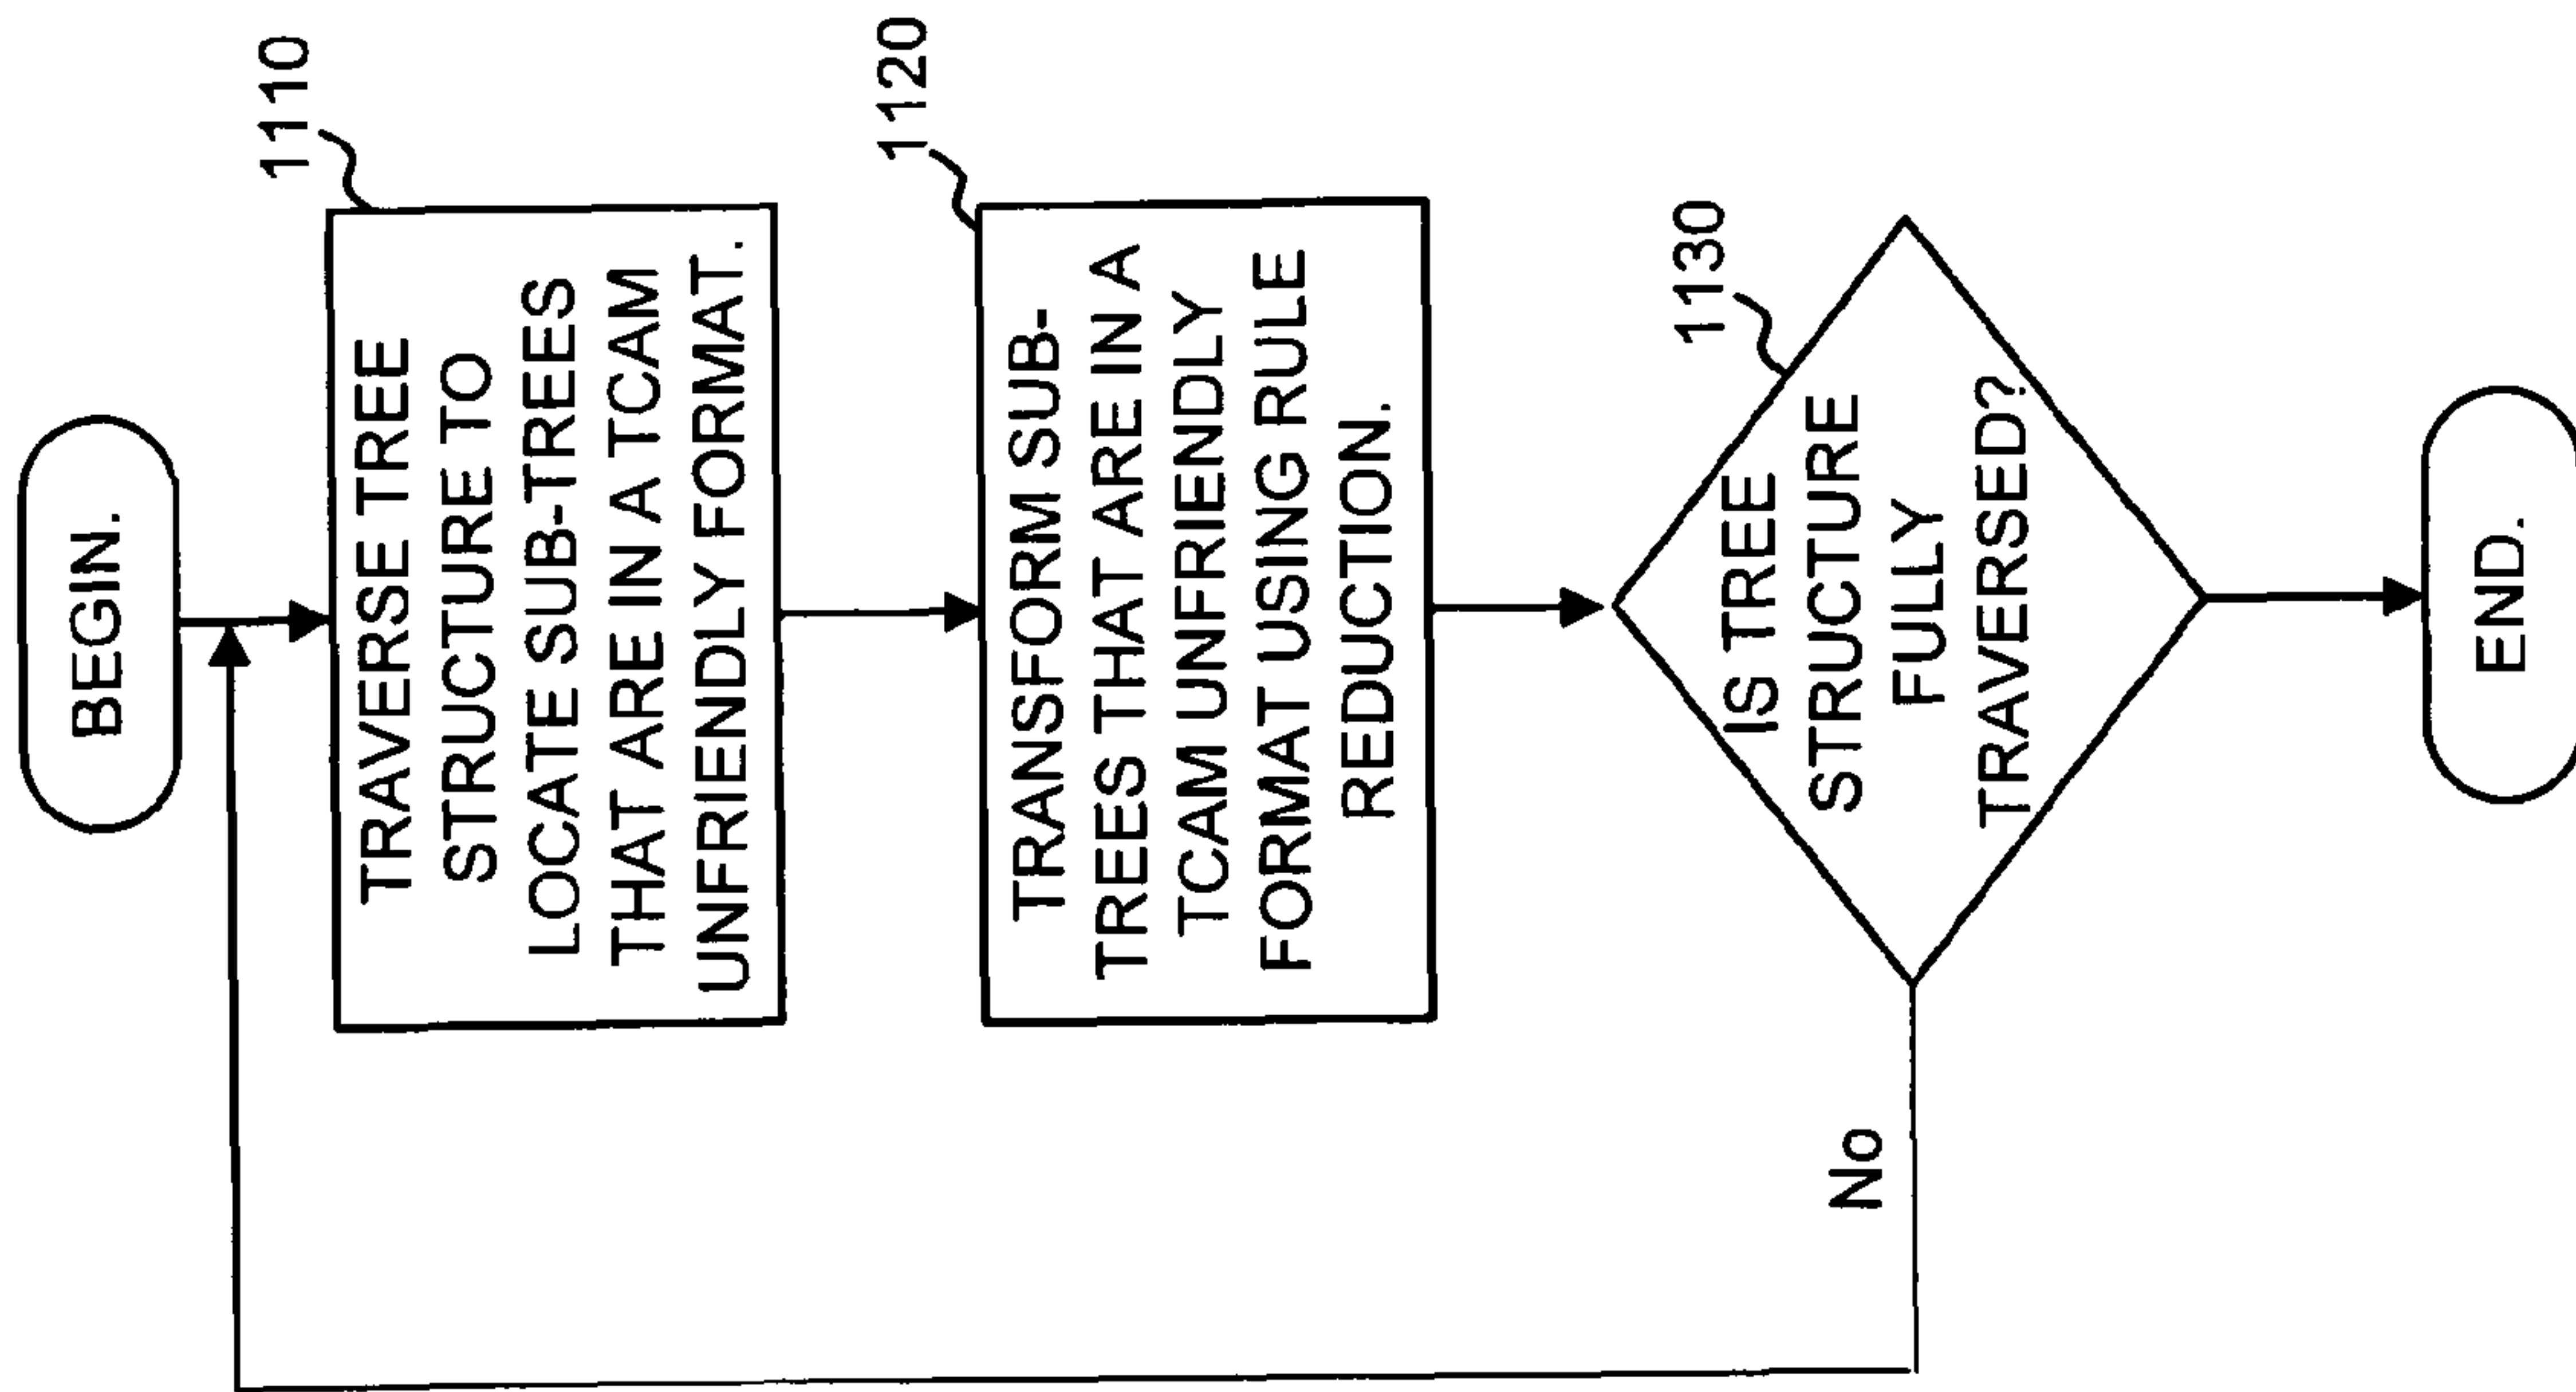 BEGIN.
1110
TRAVERSE TREE
STRUCTURE TO
LOCATE SUB-TREES
THAT ARE IN A TCAM
UNFRIENDLY FORMAT.
1120
TRANSFORM SUB-
TREES THAT ARE IN A
TCAM UNFRIENDLY
FORMAT USING RULE
REDUCTION.
1130
IS TREE
STRUCTURE
FULLY
TRAVERSED?
No
END.